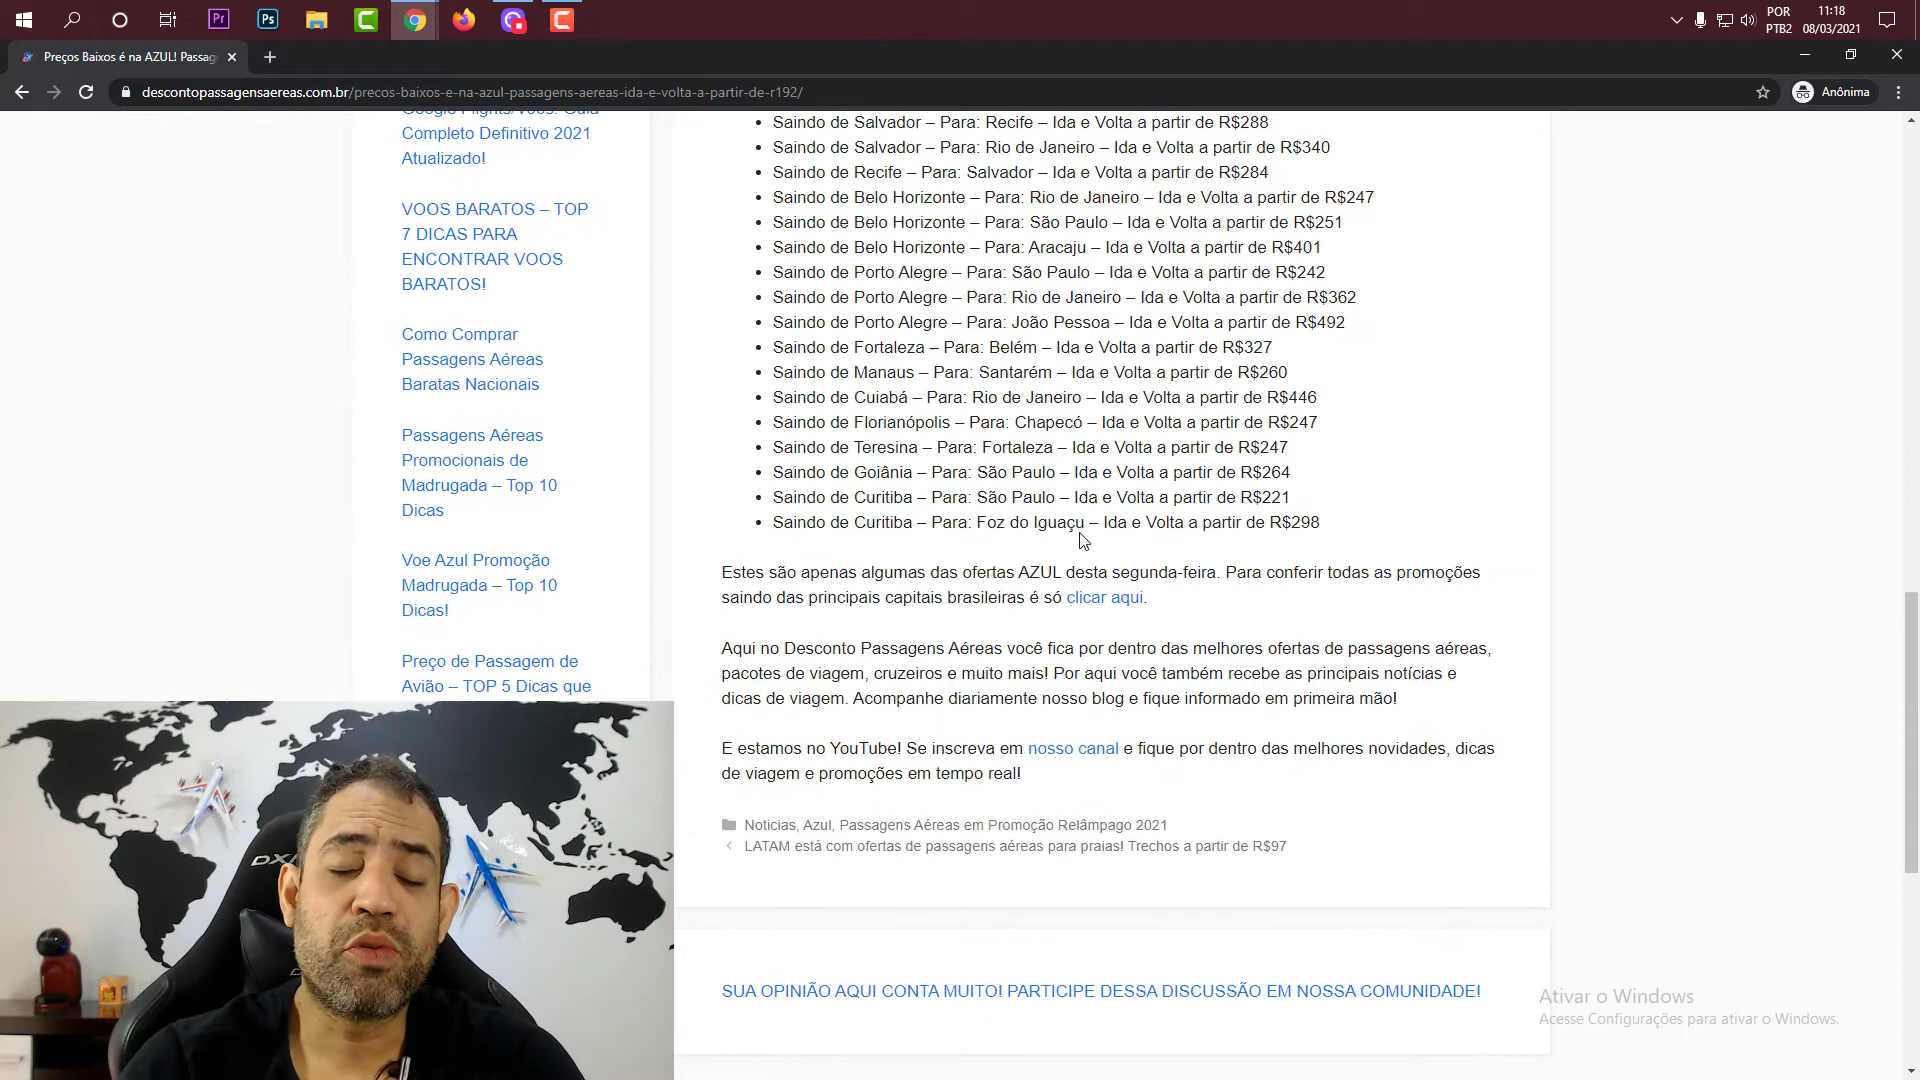 Pr
Ps
POR
PTB2
11:18
08/03/2021
Preços Baixos é na AZUL! Passag
descontopassagensaereas.com.br/precos-baixos-e-na-azul-passagens-aereas-ida-e-volta-a-partir-de-r192/
Anônima
Google Flights/Voos: Guia
Completo Definitivo 2021
Atualizado!
VOOS BARATOS – TOP
7 DICAS PARA
ENCONTRAR VOOS
BARATOS!
Como Comprar
Passagens Aéreas
Baratas Nacionais
Passagens Aéreas
Promocionais de
Madrugada – Top 10
Dicas
Voe Azul Promoção
Madrugada – Top 10
Dicas!
Preço de Passagem de
Avião – TOP 5 Dicas que
• Saindo de Salvador – Para: Recife – Ida e Volta a partir de R$288
• Saindo de Salvador – Para: Rio de Janeiro – Ida e Volta a partir de R$340
• Saindo de Recife – Para: Salvador – Ida e Volta a partir de R$284
• Saindo de Belo Horizonte – Para: Rio de Janeiro – Ida e Volta a partir de R$247
• Saindo de Belo Horizonte – Para: São Paulo – Ida e Volta a partir de R$251
• Saindo de Belo Horizonte – Para: Aracaju – Ida e Volta a partir de R$401
• Saindo de Porto Alegre – Para: São Paulo – Ida e Volta a partir de R$242
• Saindo de Porto Alegre – Para: Rio de Janeiro – Ida e Volta a partir de R$362
• Saindo de Porto Alegre – Para: João Pessoa – Ida e Volta a partir de R$492
• Saindo de Fortaleza – Para: Belém – Ida e Volta a partir de R$327
• Saindo de Manaus – Para: Santarém – Ida e Volta a partir de R$260
• Saindo de Cuiabá – Para: Rio de Janeiro – Ida e Volta a partir de R$446
• Saindo de Florianópolis – Para: Chapecó – Ida e Volta a partir de R$247
• Saindo de Teresina – Para: Fortaleza – Ida e Volta a partir de R$247
• Saindo de Goiânia – Para: São Paulo – Ida e Volta a partir de R$264
• Saindo de Curitiba – Para: São Paulo – Ida e Volta a partir de R$221
• Saindo de Curitiba – Para: Foz do Iguaçu – Ida e Volta a partir de R$298
Estes são apenas algumas das ofertas AZUL desta segunda-feira. Para conferir todas as promoções
saindo das principais capitais brasileiras é só clicar aqui.
Aqui no Desconto Passagens Aéreas você fica por dentro das melhores ofertas de passagens aéreas,
pacotes de viagem, cruzeiros e muito mais! Por aqui você também recebe as principais notícias e
dicas de viagem. Acompanhe diariamente nosso blog e fique informado em primeira mão!
E estamos no YouTube! Se inscreva em nosso canal e fique por dentro das melhores novidades, dicas
de viagem e promoções em tempo real!
Noticias, Azul, Passagens Aéreas em Promoção Relâmpago 2021
LATAM está com ofertas de passagens aéreas para praias! Trechos a partir de R$97
SUA OPINIÃO AQUI CONTA MUITO! PARTICIPE DESSA DISCUSSÃO EM NOSSA COMUNIDADE!
Ativar o Windows
Acesse Configurações para ativar o Windows.